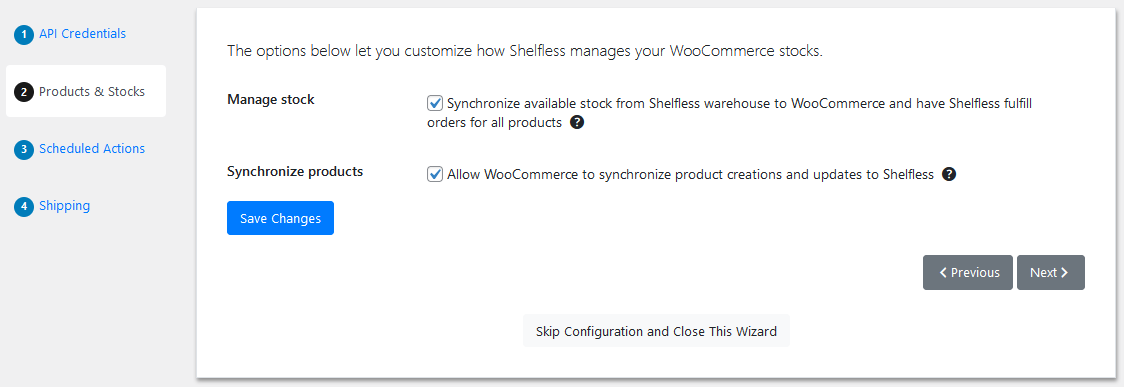 1 API Credentials
2 Products & Stocks
3 Scheduled Actions
4 Shipping
The options below let you customize how Shelfless manages your WooCommerce stocks.
Manage stock
Synchronize available stock from Shelfless warehouse to WooCommerce and have Shelfless fulfill
orders for all products ?
Synchronize products
Allow WooCommerce to synchronize product creations and updates to Shelfless ?
Save Changes
Previous
Next
Skip Configuration and Close This Wizard